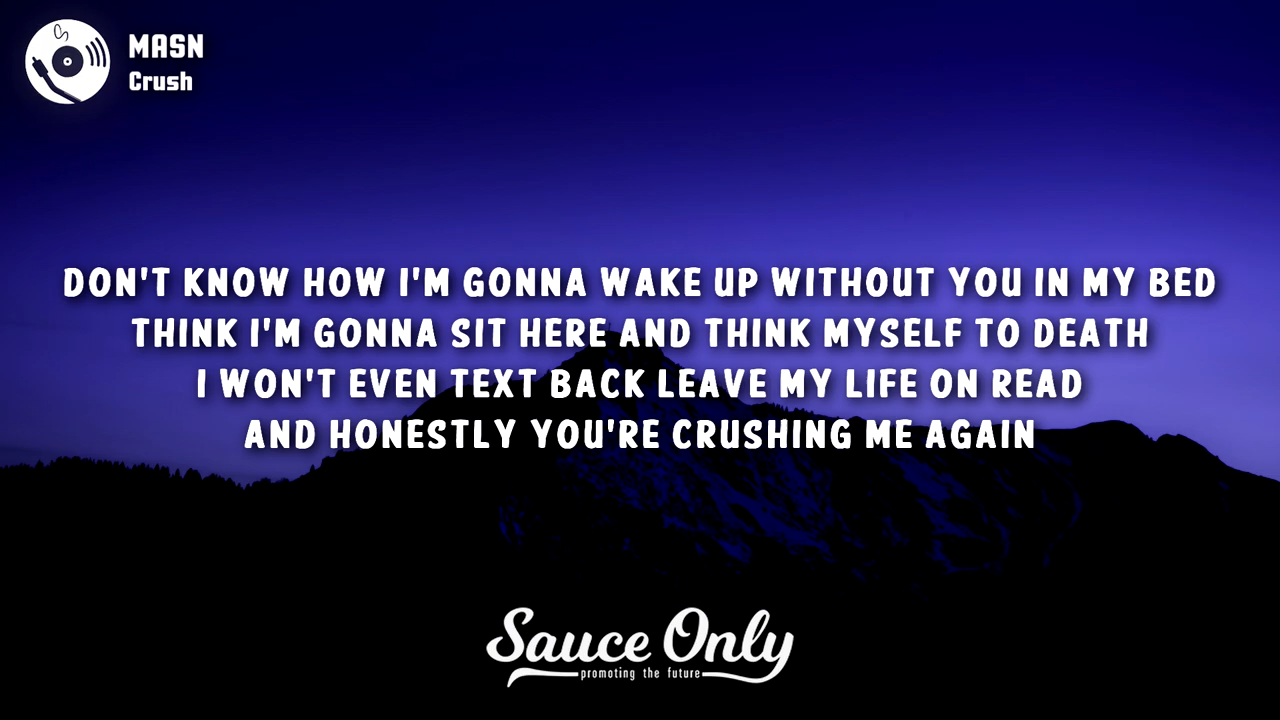 MASN
Crush
DON'T KNOW HOW I'M GONNA WAKE UP WITHOUT YOU IN MY BED
THINK I'M GONNA SIT HERE AND THINK MYSELF TO DEATH
I WON'T EVEN TEXT BACK LEAVE MY LIFE ON READ
AND HONESTLY YOU'RE CRUSHING ME AGAIN
Sauce Only
promoting the future